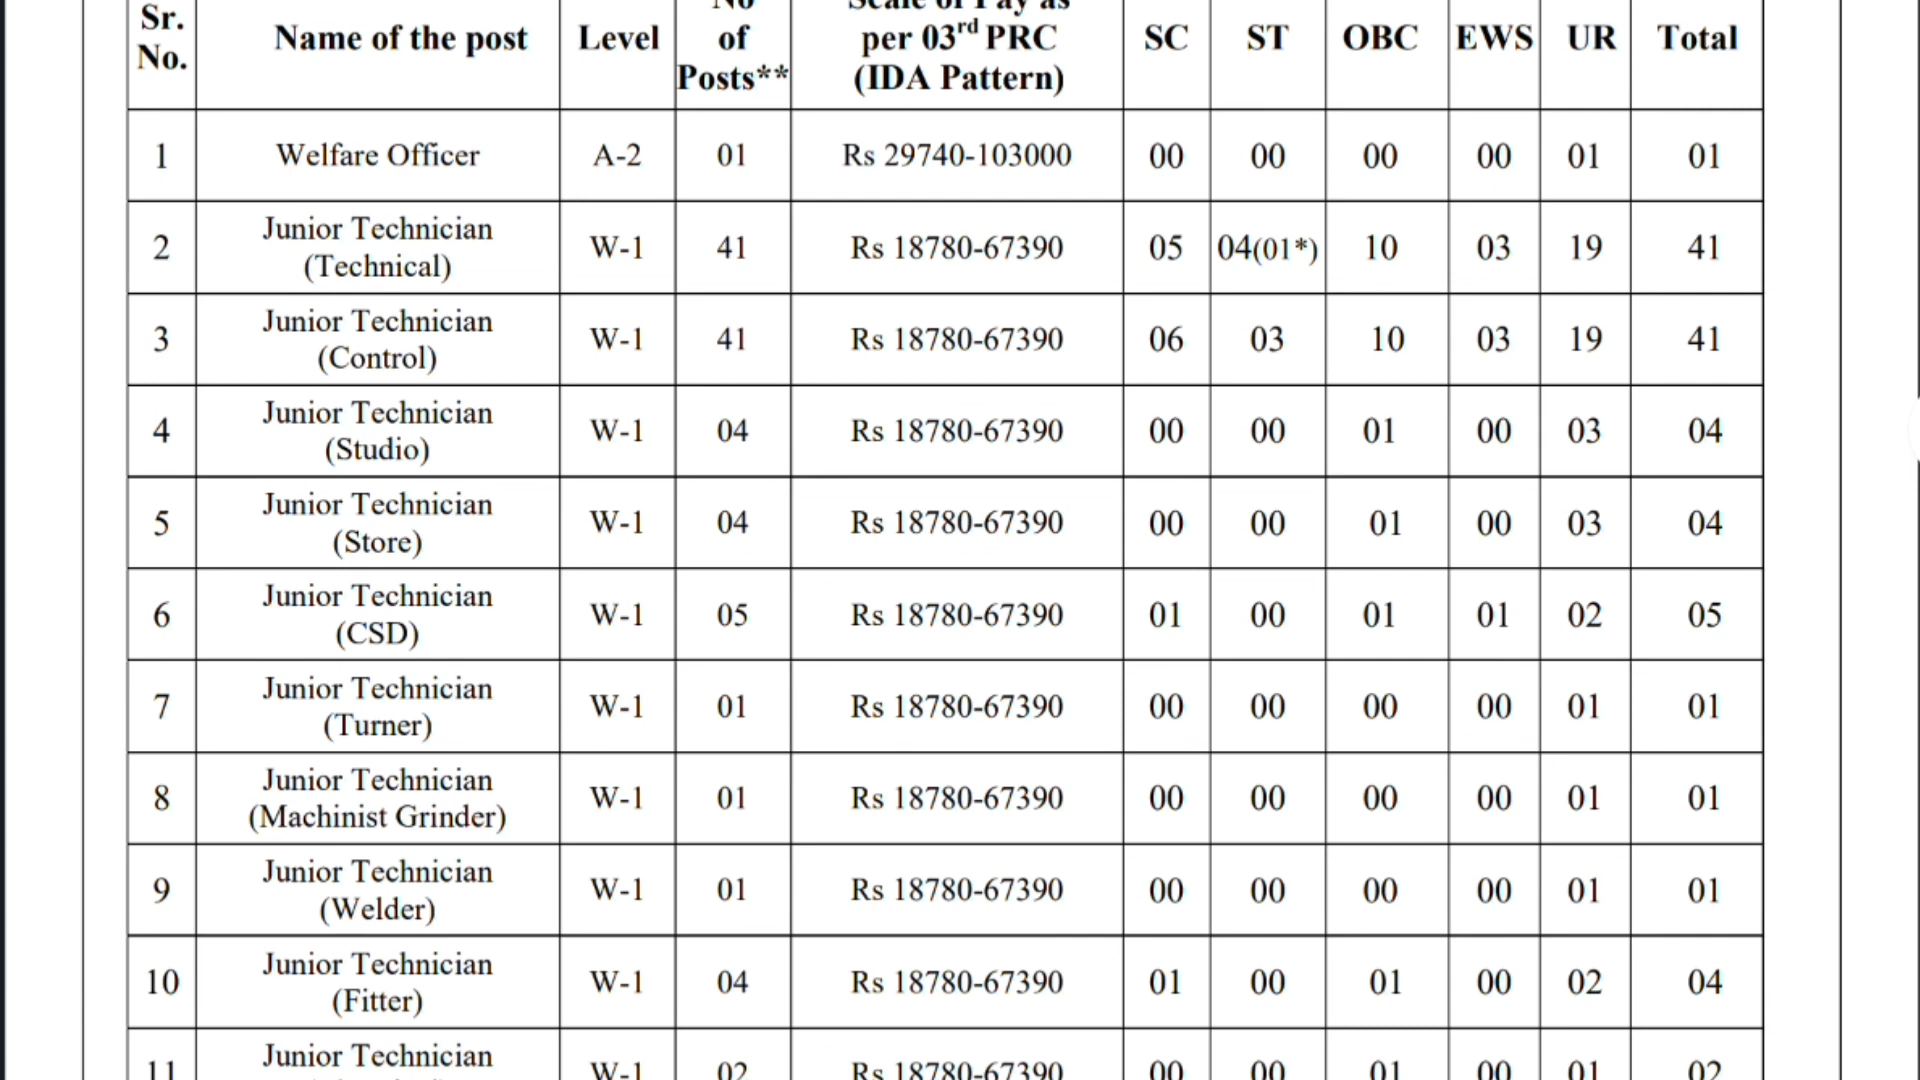 Sr. No. Name of the post Level No of Posts** Scale of Pay as per 03rd PRC (IDA Pattern) SC ST OBC EWS UR Total
1 Welfare Officer A-2 01 Rs 29740-103000 00 00 00 00 01 01
2 Junior Technician (Technical) W-1 41 Rs 18780-67390 05 04(01*) 10 03 19 41
3 Junior Technician (Control) W-1 41 Rs 18780-67390 06 03 10 03 19 41
4 Junior Technician (Studio) W-1 04 Rs 18780-67390 00 00 01 00 03 04
5 Junior Technician (Store) W-1 04 Rs 18780-67390 00 00 01 00 03 04
6 Junior Technician (CSD) W-1 05 Rs 18780-67390 01 00 01 01 02 05
7 Junior Technician (Turner) W-1 01 Rs 18780-67390 00 00 00 00 01 01
8 Junior Technician (Machinist Grinder) W-1 01 Rs 18780-67390 00 00 00 00 01 01
9 Junior Technician (Welder) W-1 01 Rs 18780-67390 00 00 00 00 01 01
10 Junior Technician (Fitter) W-1 04 Rs 18780-67390 01 00 01 00 02 04
11 Junior Technician W-1 02 Rs 18780-67390 00 00 01 00 01 02